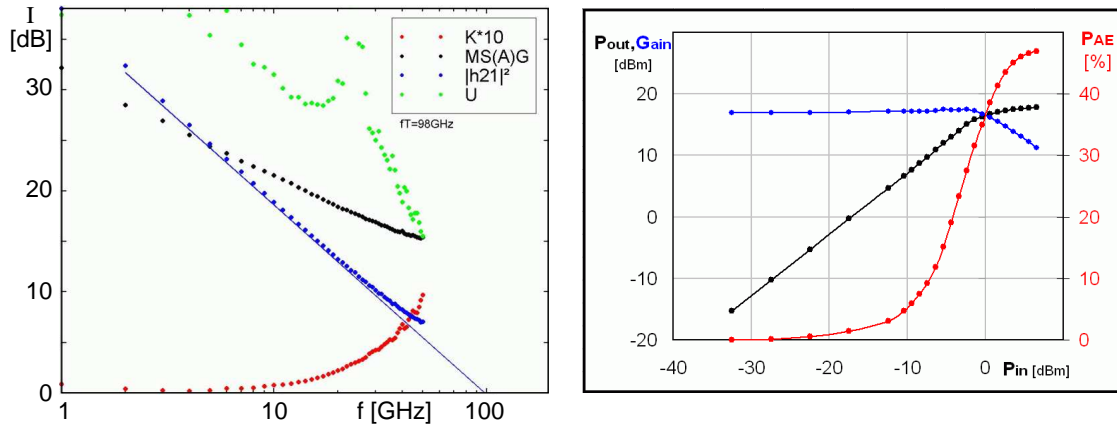 I
[dB]
30
20
10
0
1
10
100
f [GHz]
K*10
MS(A)G
|h21|²
U
fT=98GHz
Pout,Gain
[dBm]
20
10
0
-10
-20
-40
-30
-20
-10
0
Pin [dBm]
PAE
[%]
40
30
20
10
0